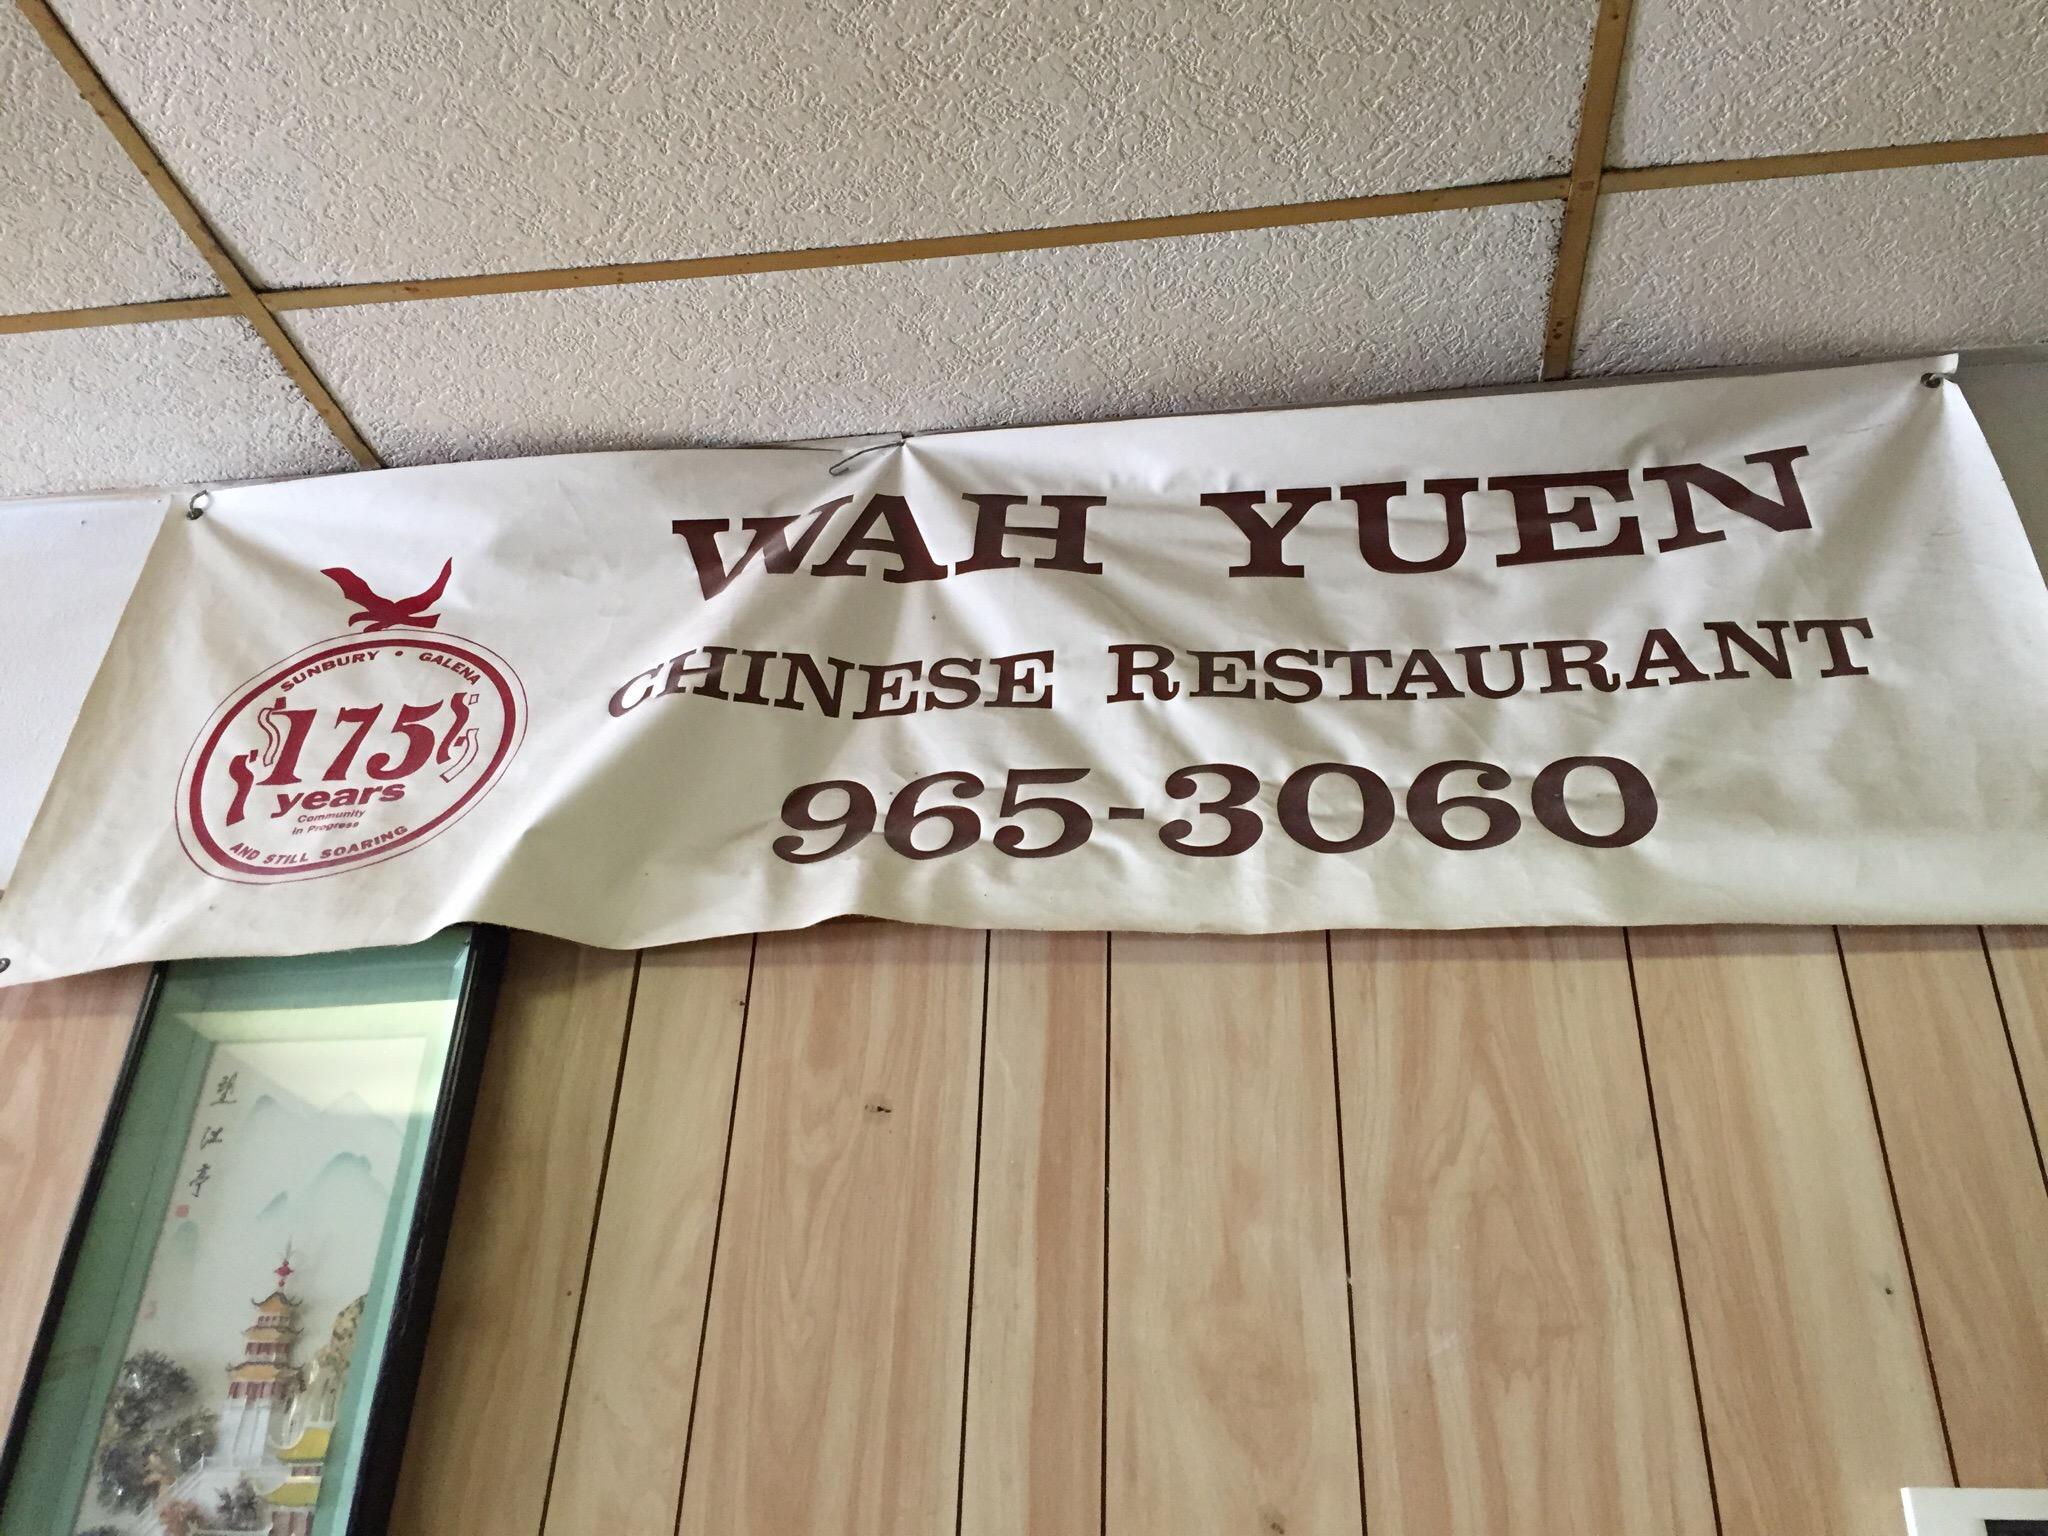 WAH YUEN
CHINESE RESTAURANT
965-3060
SUNBURY • GALENA
175
years
Community
in Progress
AND STILL SOARING
望江亭